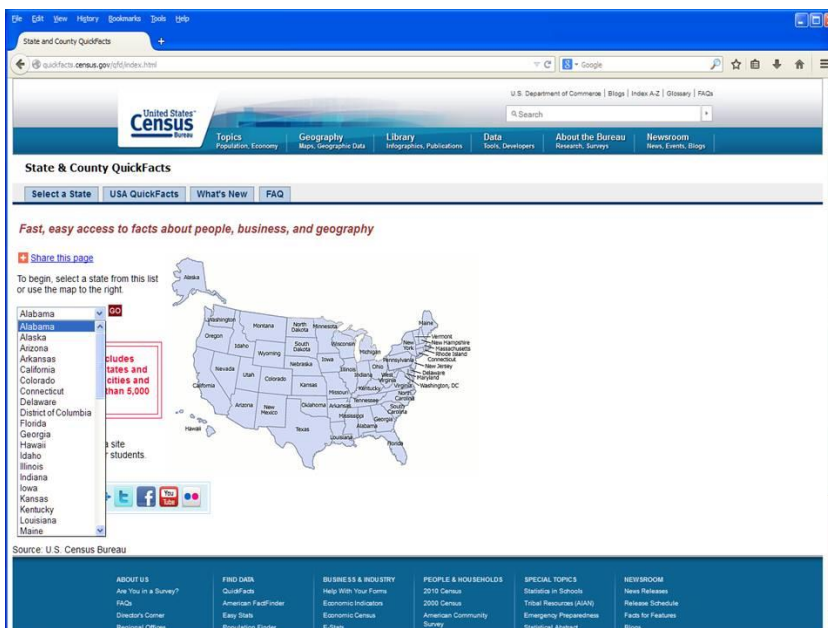 File Edit View History Bookmarks Tools Help
State and County QuickFacts +
quickfacts.census.gov/qfd/index.html
Google
U.S. Department of Commerce | Blogs | Index A-Z | Glossary | FAQs
United States™
Census
Bureau
Search
Topics
Population, Economy
Geography
Maps, Geographic Data
Library
Infographics, Publications
Data
Tools, Developers
About the Bureau
Research, Surveys
Newsroom
News, Events, Blogs
State & County QuickFacts
Select a State USA QuickFacts What's New FAQ
Fast, easy access to facts about people, business, and geography
Share this page
To begin, select a state from this list
or use the map to the right.
Alabama GO
Alabama
Alaska
Arizona
Arkansas
California
Colorado
Connecticut
Delaware
District of Columbia
Florida
Georgia
Hawaii
Idaho
Illinois
Indiana
Iowa
Kansas
Kentucky
Louisiana
Maine
cludes
tates and
cities and
than 5,000
a site
students.
You
Tube
Alaska
Washington
Montana
North
Dakota
Minnesota
Maine
Oregon
Idaho
Wyoming
South
Dakota
Wisconsin
Michigan
New
York
Vermont
New Hampshire
Massachusetts
Rhode Island
Connecticut
New Jersey
Delaware
Maryland
Washington, DC
Nevada
Utah
Colorado
Nebraska
Iowa
Illinois
Indiana
Ohio
Pennsylvania
West
Virginia
Virginia
California
Kansas
Missouri
Kentucky
North
Carolina
Arizona
New
Mexico
Oklahoma
Arkansas
Tennessee
South
Carolina
Mississippi
Alabama
Georgia
Hawaii
Texas
Louisiana
Florida
Source: U.S. Census Bureau
ABOUT US
Are You in a Survey?
FAQs
Director's Corner
Regional Offices
FIND DATA
QuickFacts
American FactFinder
Easy Stats
Population Finder
BUSINESS & INDUSTRY
Help With Your Forms
Economic Indicators
Economic Census
E-Stats
PEOPLE & HOUSEHOLDS
2010 Census
2000 Census
American Community
Survey
SPECIAL TOPICS
Statistics in Schools
Tribal Resources (AIAN)
Emergency Preparedness
Statistical Abstract
NEWSROOM
News Releases
Release Schedule
Facts for Features
Blogs